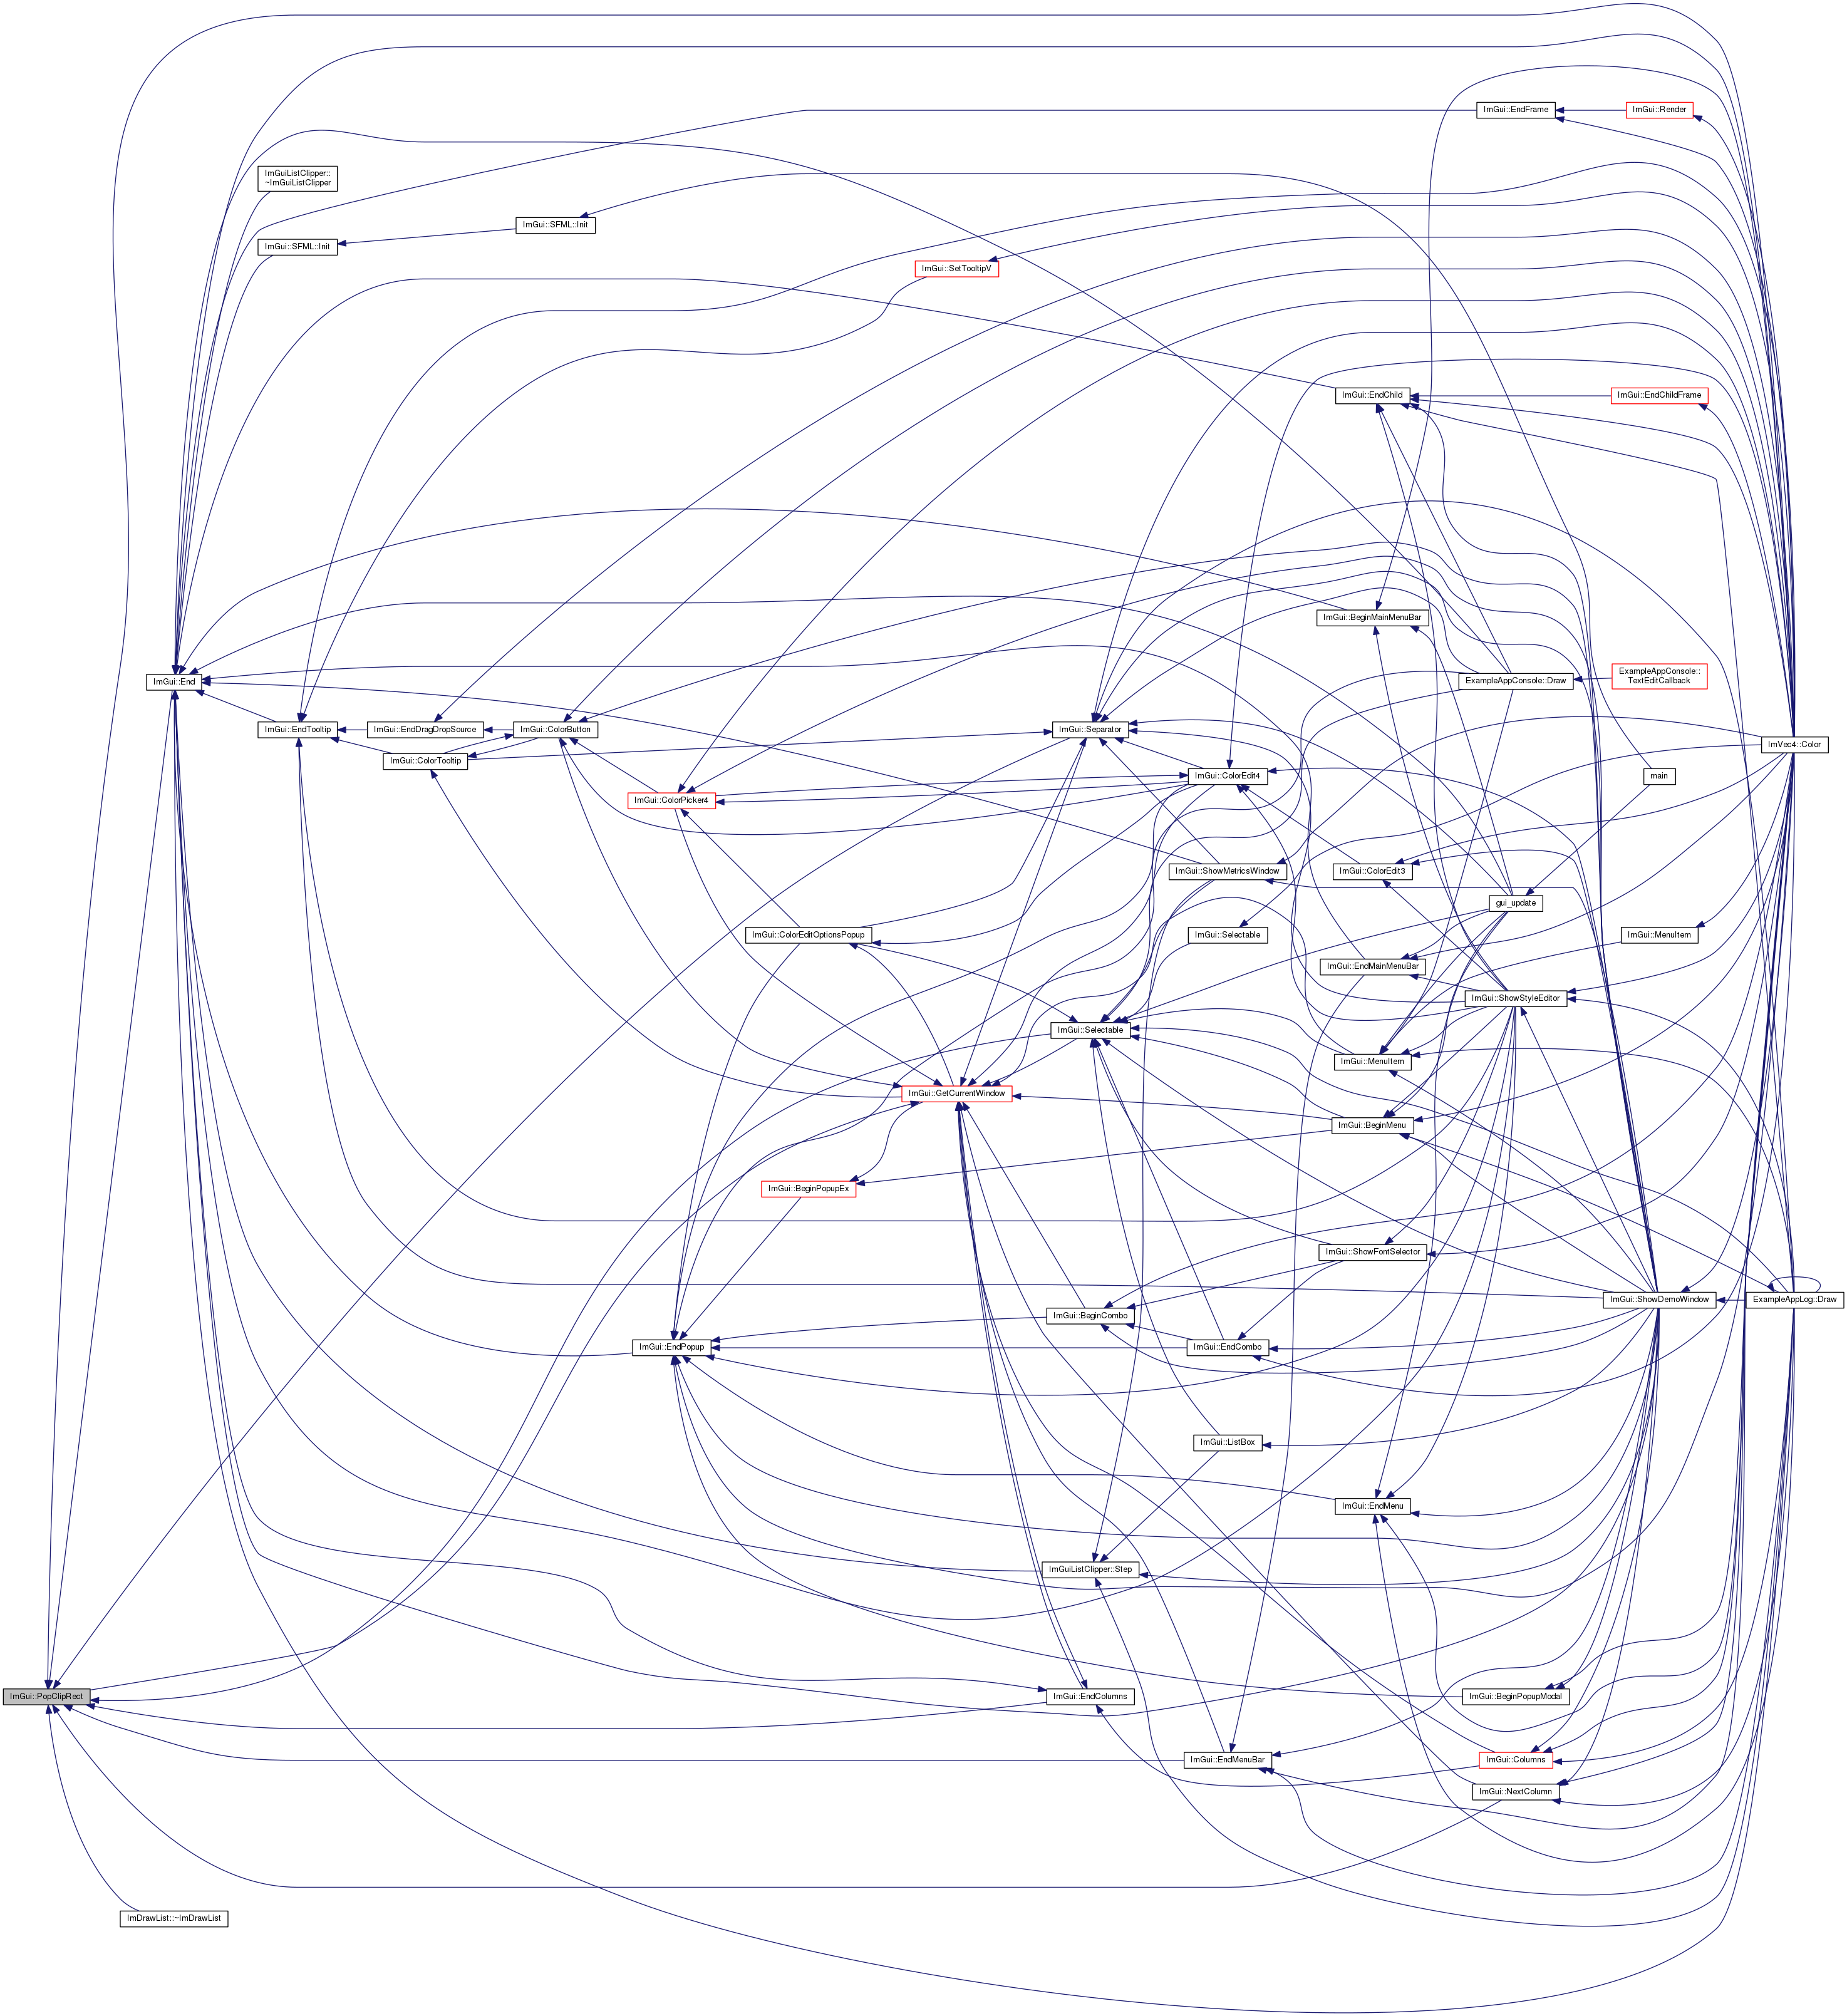 ImGui::EndFrame
ImGui::Render
ImGuiListClipper::
~ImGuiListClipper
ImGui::SFML::Init
ImGui::SFML::Init
ImGui::SetTooltipV
ImGui::EndChild
ImGui::EndChildFrame
ImGui::BeginMainMenuBar
ImGui::End
ExampleAppConsole::Draw
ExampleAppConsole::
TextEditCallback
ImGui::EndTooltip
ImGui::EndDragDropSource
ImGui::ColorButton
ImGui::Separator
ImVec4::Color
ImGui::ColorTooltip
ImGui::ColorEdit4
main
ImGui::ColorPicker4
ImGui::ShowMetricsWindow
ImGui::ColorEdit3
gui_update
ImGui::ColorEditOptionsPopup
ImGui::Selectable
ImGui::MenuItem
ImGui::EndMainMenuBar
ImGui::ShowStyleEditor
ImGui::Selectable
ImGui::MenuItem
ImGui::GetCurrentWindow
ImGui::BeginMenu
ImGui::BeginPopupEx
ImGui::ShowFontSelector
ImGui::ShowDemoWindow
ExampleAppLog::Draw
ImGui::BeginCombo
ImGui::EndPopup
ImGui::EndCombo
ImGui::ListBox
ImGui::EndMenu
ImGuiListClipper::Step
ImGui::PopClipRect
ImGui::EndColumns
ImGui::BeginPopupModal
ImGui::EndMenuBar
ImGui::Columns
ImGui::NextColumn
ImDrawList::~ImDrawList